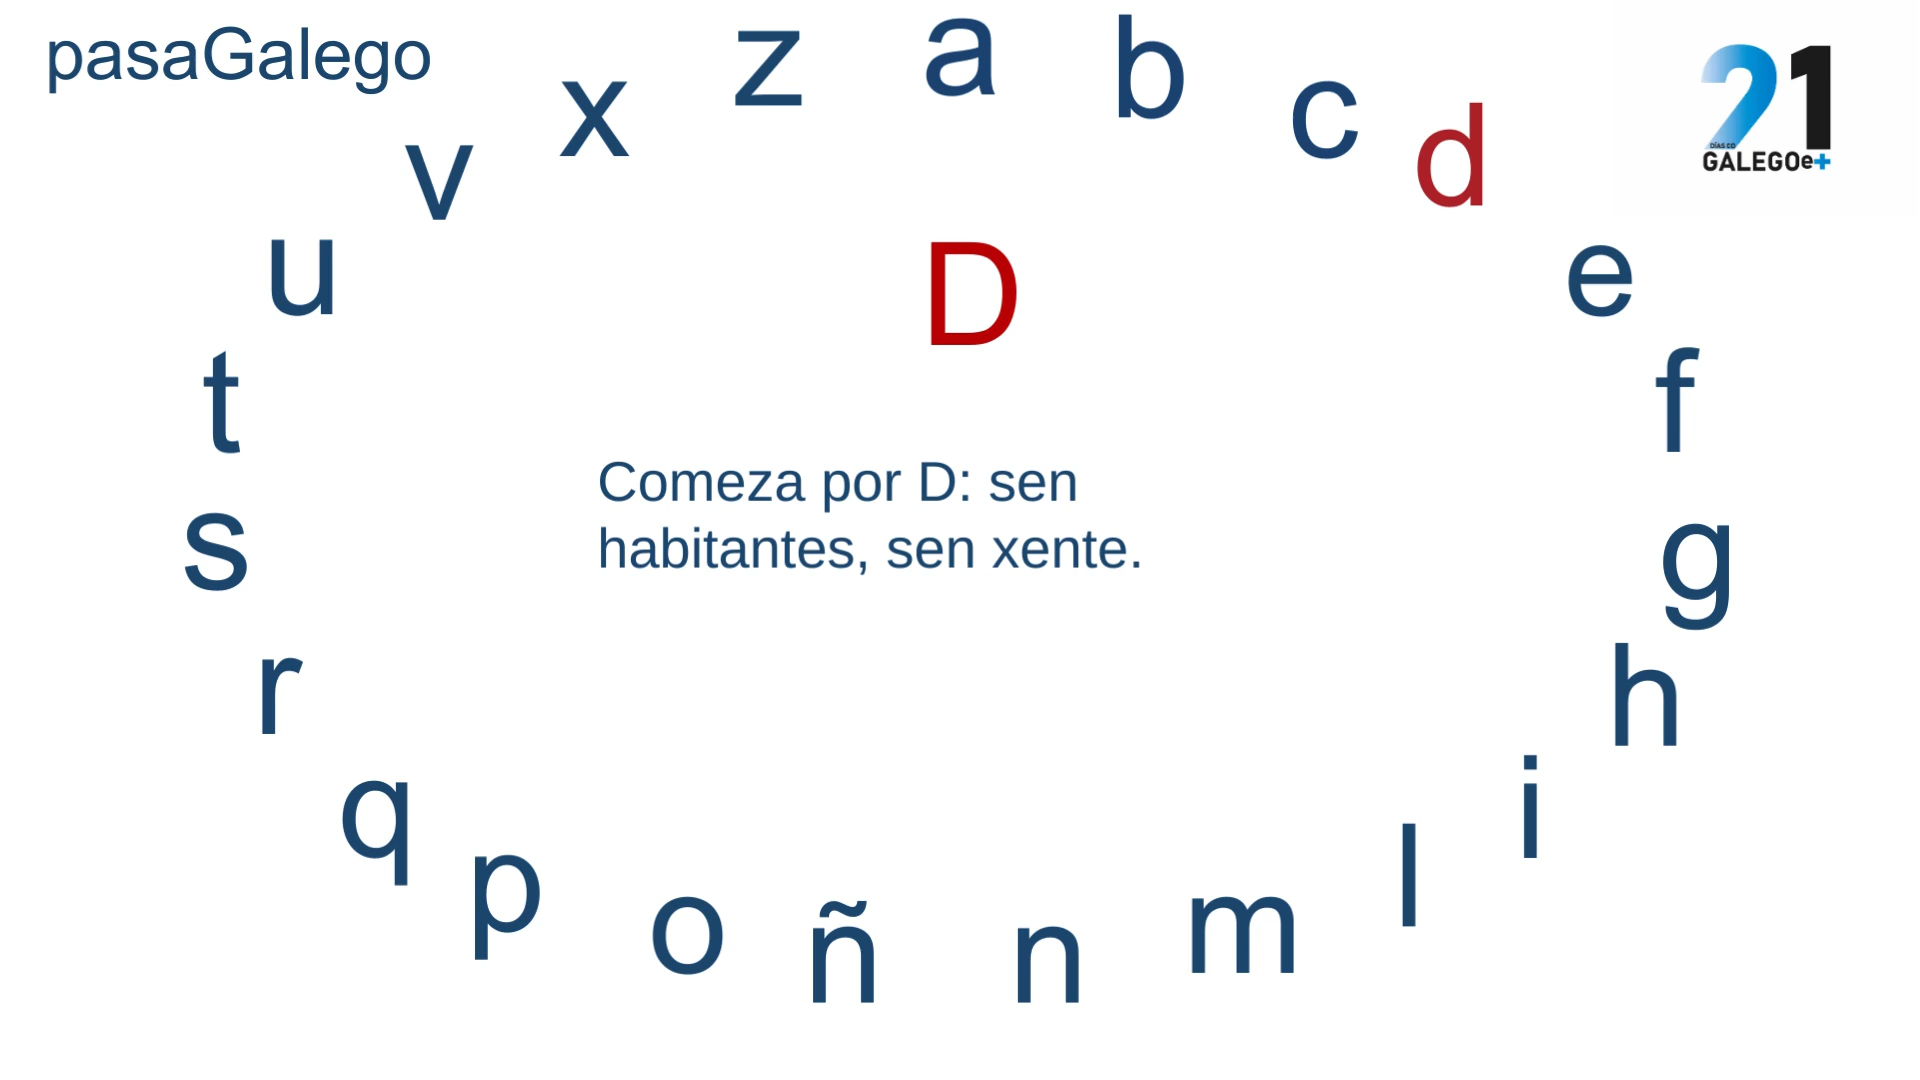 pasaGalego
z
a
b
x
c
d
v
21
DÍAS CO
GALEGOe+
u
D
e
t
f
Comeza por D: sen
habitantes, sen xente.
s
g
r
h
q
i
p
l
o
ñ
n
m